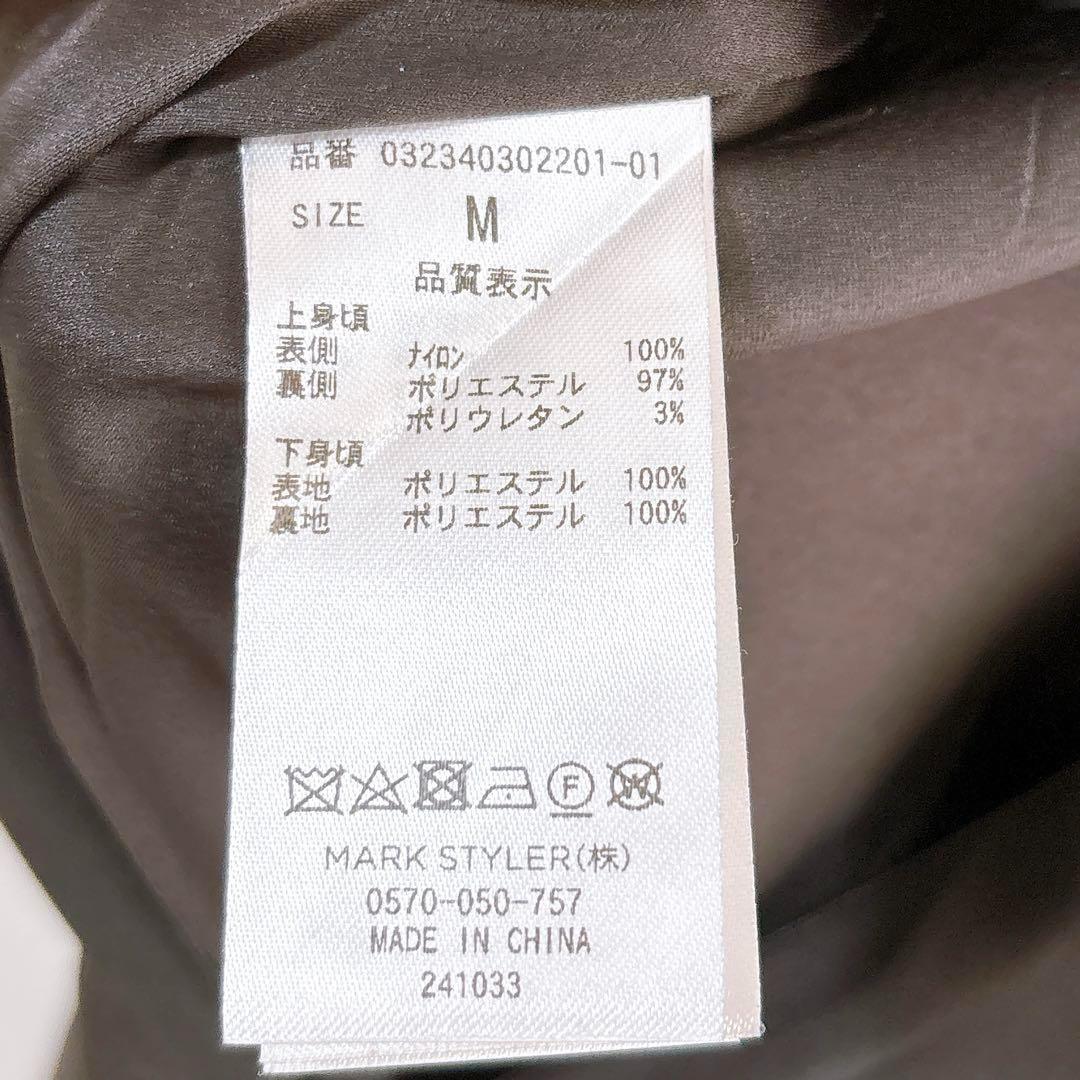 品番 032340302201-01
SIZE M
品質表示
上身頃
表側 ナイロン 100%
裏側 ポリエステル 97%
ポリウレタン 3%
下身頃
表地 ポリエステル 100%
裏地 ポリエステル 100%
F W
MARK STYLER(株)
0570-050-757
MADE IN CHINA
241033